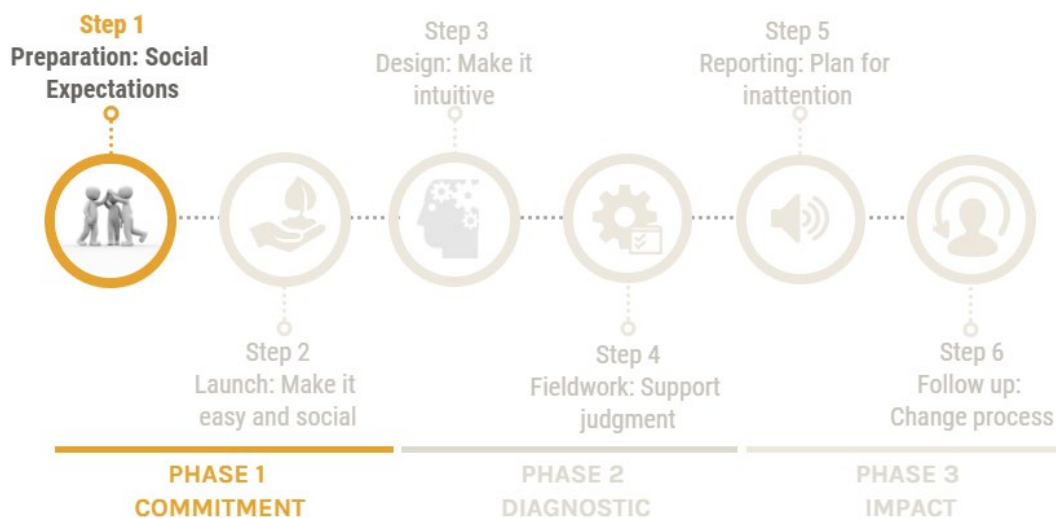 Step 1
Preparation: Social
Expectations
Step 3
Design: Make it
intuitive
Step 5
Reporting: Plan for
inattention
Step 2
Launch: Make it
easy and social
Step 4
Fieldwork: Support
judgment
Step 6
Follow up:
Change process
PHASE 1
COMMITMENT
PHASE 2
DIAGNOSTIC
PHASE 3
IMPACT